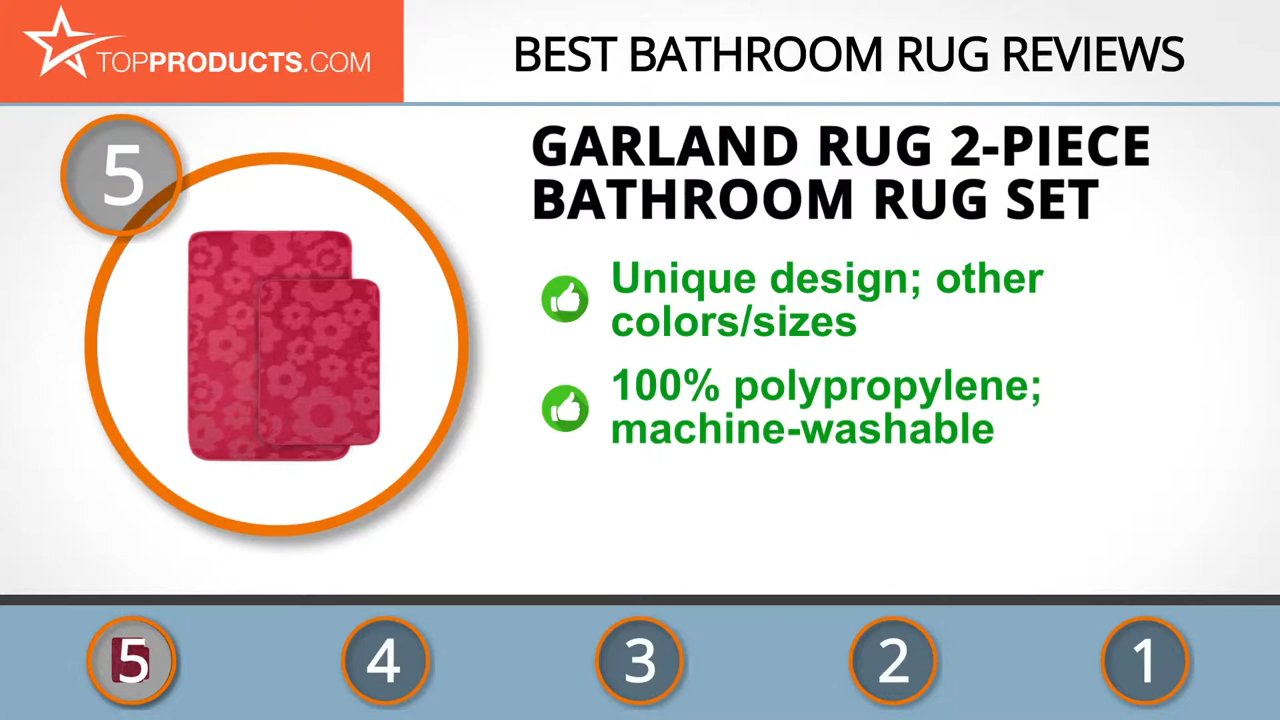 TOPPRODUCTS.COM
BEST BATHROOM RUG REVIEWS
5
GARLAND RUG 2-PIECE
BATHROOM RUG SET
Unique design; other
colors/sizes
100% polypropylene;
machine-washable
5 4 3 2 1